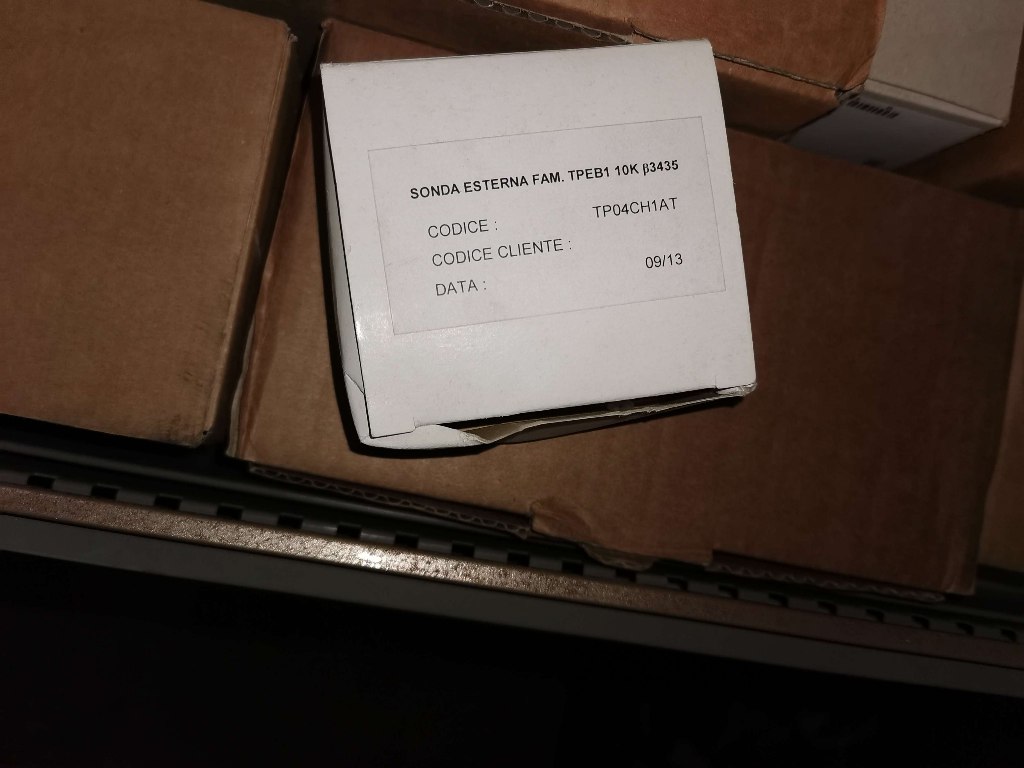 SONDA ESTERNA FAM. TPEB1 10K β3435
CODICE : TP04CH1AT
CODICE CLIENTE :
DATA : 09/13